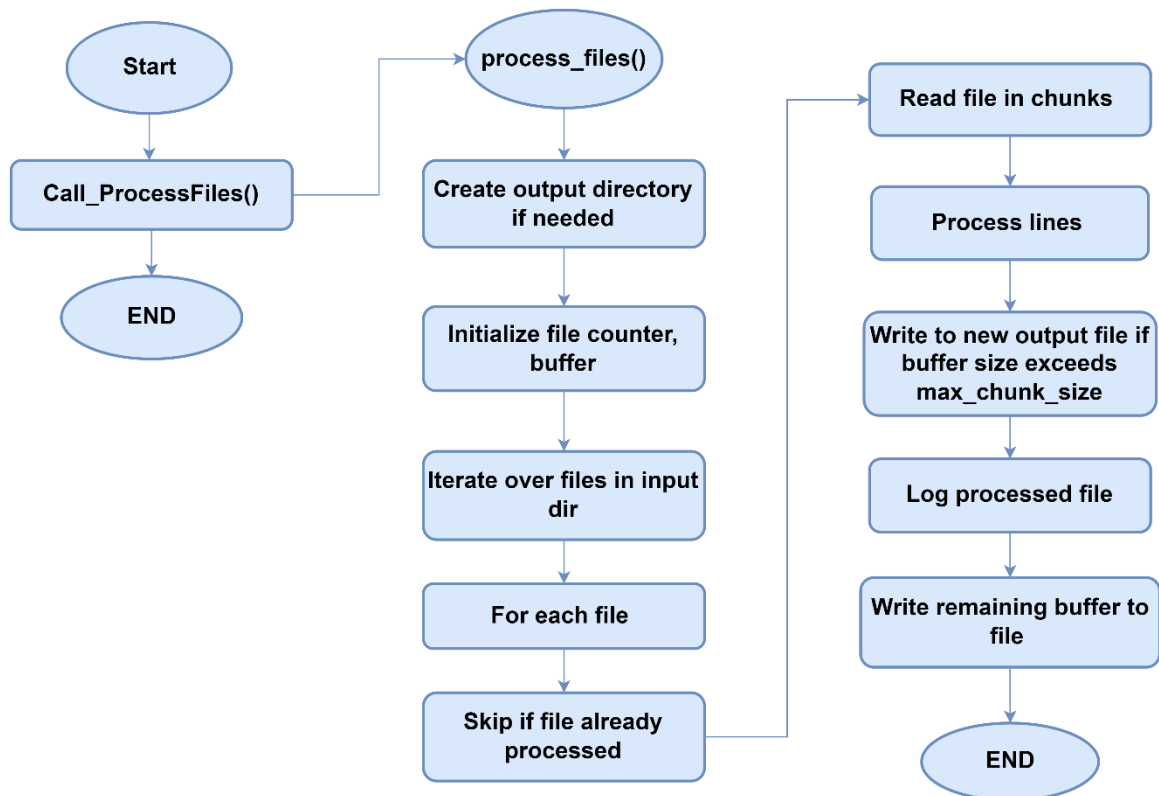 Start
Call_ProcessFiles()
END
process_files()
Create output directory
if needed
Initialize file counter,
buffer
Iterate over files in input
dir
For each file
Skip if file already
processed
Read file in chunks
Process lines
Write to new output file if
buffer size exceeds
max_chunk_size
Log processed file
Write remaining buffer to
file
END